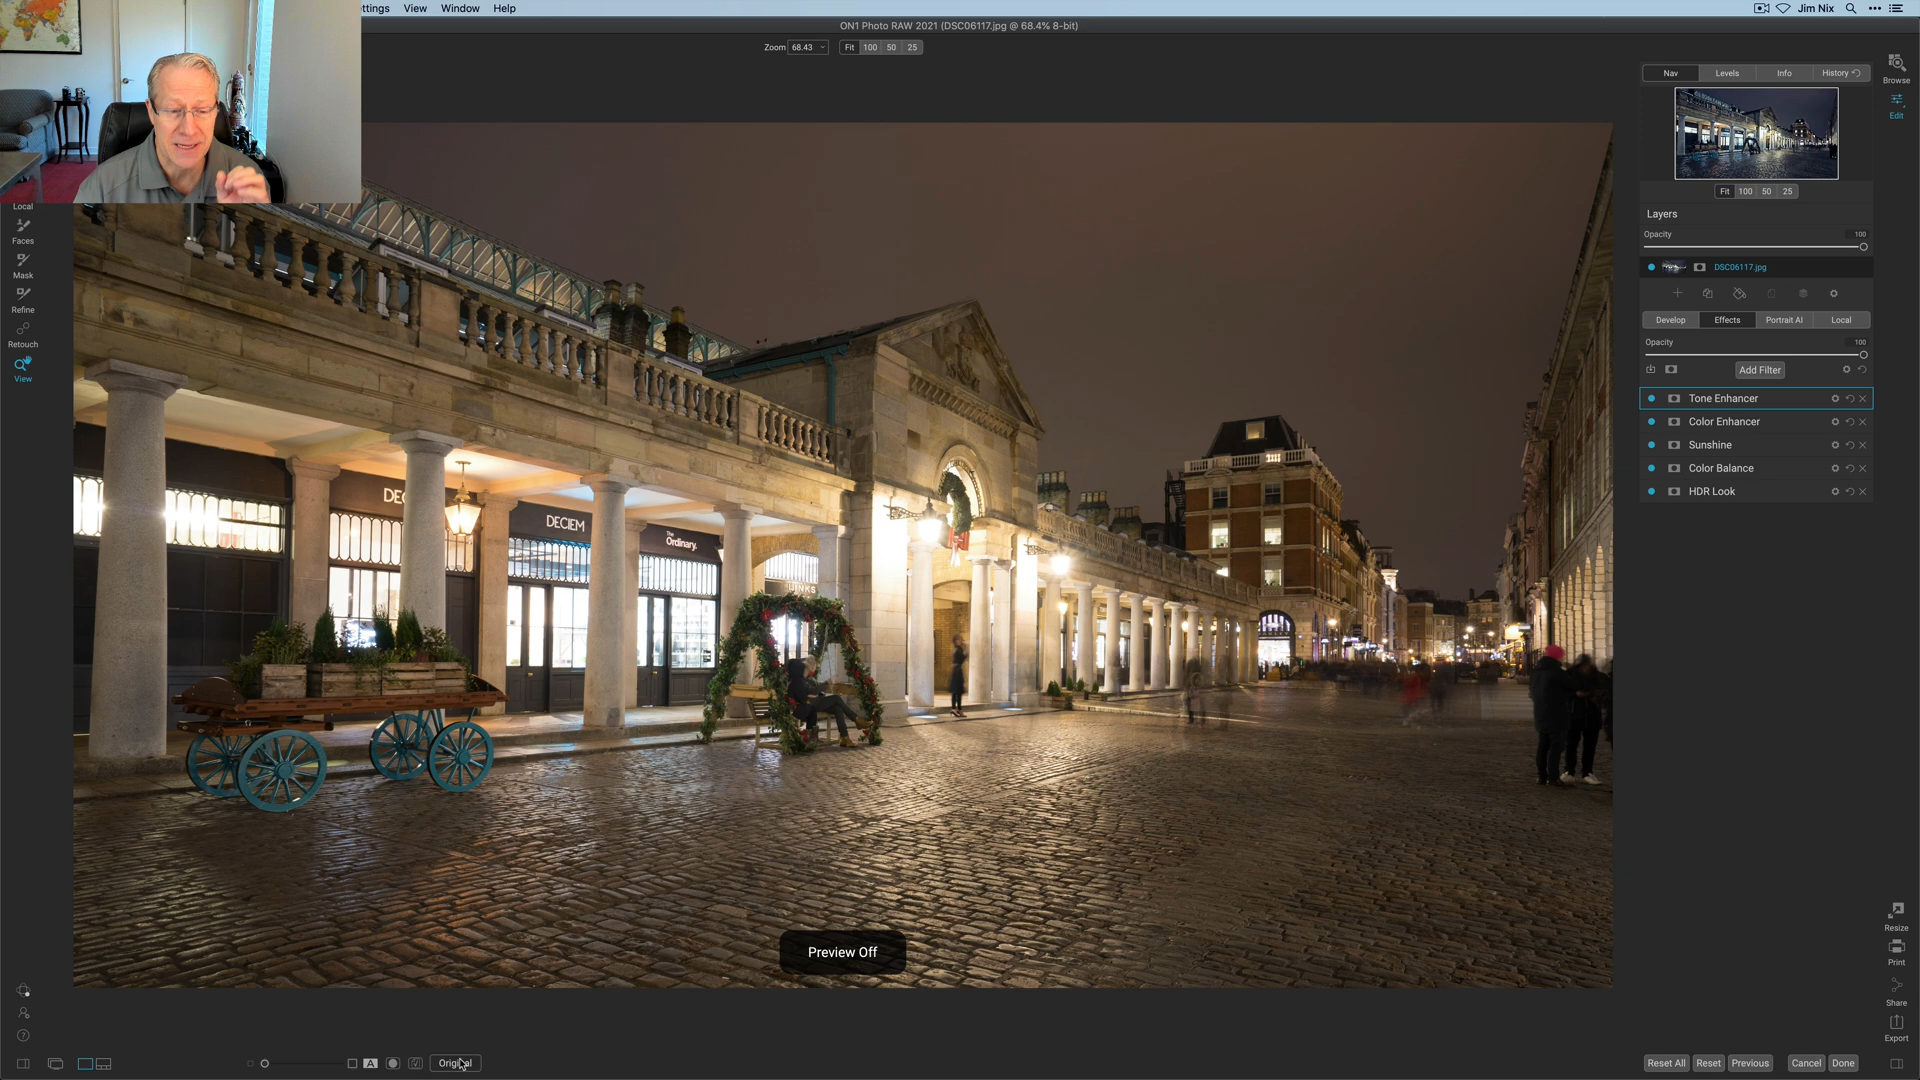 ttings View Window Help
Jim Nix
ON1 Photo RAW 2021 (DSC06117.jpg @ 68.4% 8-bit)
Zoom 68.43 Fit 100 50 25
Nav Levels Info History
Browse
Edit
Fit 100 50 25
Layers
Opacity 100
DSC06117.jpg
Develop Effects Portrait AI Local
Opacity 100
Add Filter
Tone Enhancer
Color Enhancer
Sunshine
Color Balance
HDR Look
Local
Faces
Mask
Refine
Retouch
View
DEC
DECIEM
The
Ordinary.
Preview Off
Resize
Print
Share
Export
A Original
Reset All Reset Previous Cancel Done